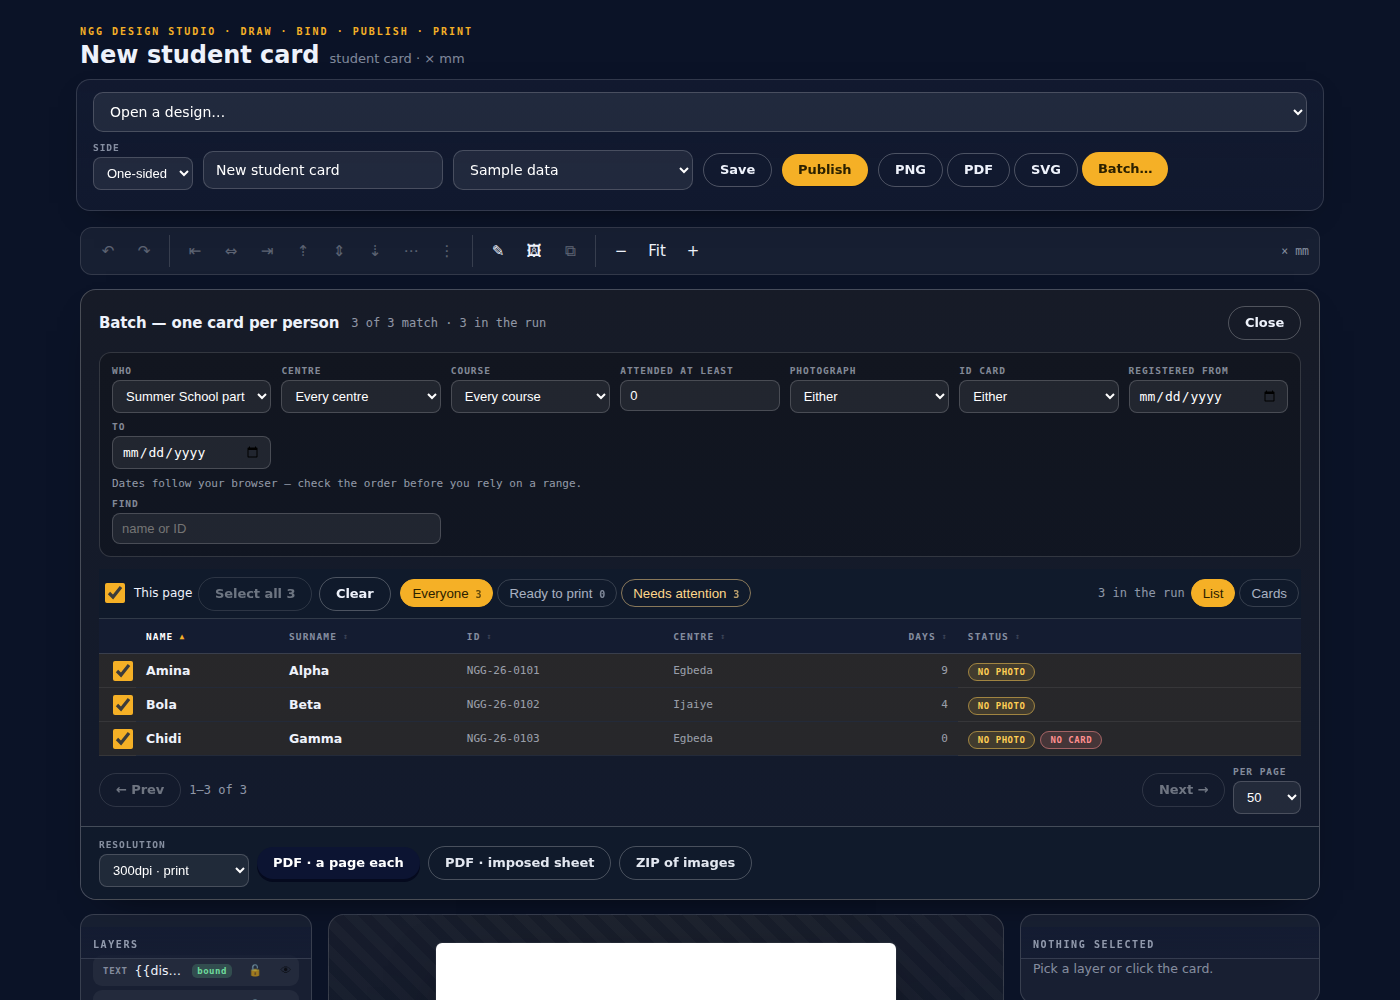 NGG DESIGN STUDIO · DRAW · BIND · PUBLISH · PRINT
New student card student card · × mm
Open a design…
SIDE
One-sided New student card Sample data Save Publish PNG PDF SVG Batch…
− Fit + × mm
Batch — one card per person 3 of 3 match · 3 in the run Close
WHO CENTRE COURSE ATTENDED AT LEAST PHOTOGRAPH ID CARD REGISTERED FROM
Summer School part Every centre Every course 0 Either Either mm/dd/yyyy
TO
mm/dd/yyyy
Dates follow your browser — check the order before you rely on a range.
FIND
name or ID
This page Select all 3 Clear Everyone 3 Ready to print 0 Needs attention 3 3 in the run List Cards
NAME ▲ SURNAME ID CENTRE DAYS STATUS
Amina Alpha NGG-26-0101 Egbeda 9 NO PHOTO
Bola Beta NGG-26-0102 Ijaiye 4 NO PHOTO
Chidi Gamma NGG-26-0103 Egbeda 0 NO PHOTO NO CARD
← Prev 1–3 of 3 Next → PER PAGE
50
RESOLUTION
300dpi · print PDF · a page each PDF · imposed sheet ZIP of images
LAYERS NOTHING SELECTED
TEXT {{dis… bound Pick a layer or click the card.